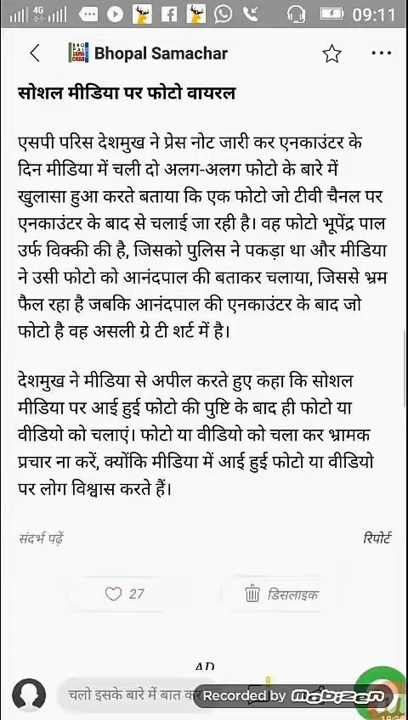 4G
09:11
Bhopal Samachar
सोशल मीडिया पर फोटो वायरल
एसपी परिस देशमुख ने प्रेस नोट जारी कर एनकाउंटर के
दिन मीडिया में चली दो अलग-अलग फोटो के बारे में
खुलासा हुआ करते बताया कि एक फोटो जो टीवी चैनल पर
एनकाउंटर के बाद से चलाई जा रही है। वह फोटो भूपेंद्र पाल
उर्फ विक्की की है, जिसको पुलिस ने पकड़ा था और मीडिया
ने उसी फोटो को आनंदपाल की बताकर चलाया, जिससे भ्रम
फैल रहा है जबकि आनंदपाल की एनकाउंटर के बाद जो
फोटो है वह असली ग्रे टी शर्ट में है।
देशमुख ने मीडिया से अपील करते हुए कहा कि सोशल
मीडिया पर आई हुई फोटो की पुष्टि के बाद ही फोटो या
वीडियो को चलाएं। फोटो या वीडियो को चला कर भ्रामक
प्रचार ना करें, क्योंकि मीडिया में आई हुई फोटो या वीडियो
पर लोग विश्वास करते हैं।
संदर्भ पढ़ें
रिपोर्ट
27
डिसलाइक
AD
चलो इसके बारे में बात कर
Recorded by Mobizen